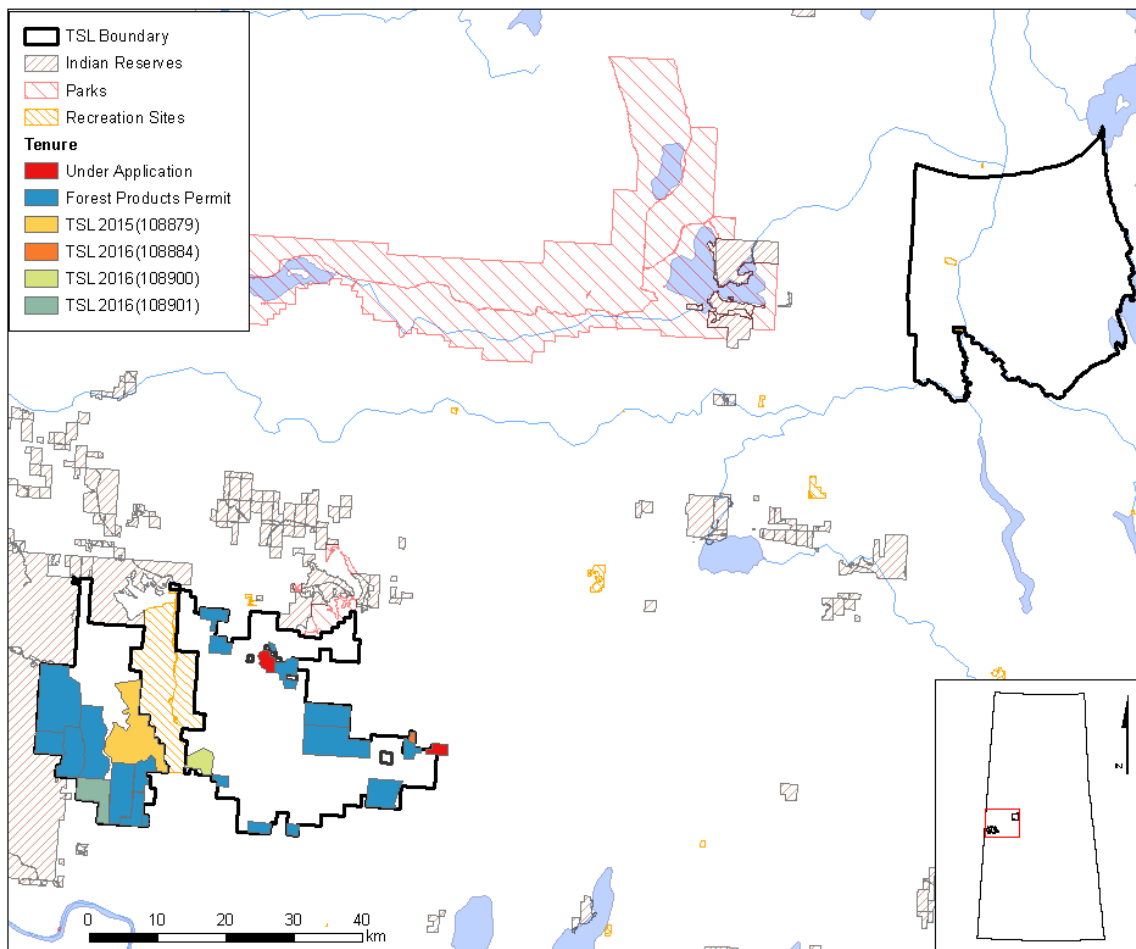 TSL Boundary
Indian Reserves
Parks
Recreation Sites
Tenure
Under Application
Forest Products Permit
TSL 2015(108879)
TSL 2016(108884)
TSL 2016(108900)
TSL 2016(108901)
N
0 10 20 30 40
km